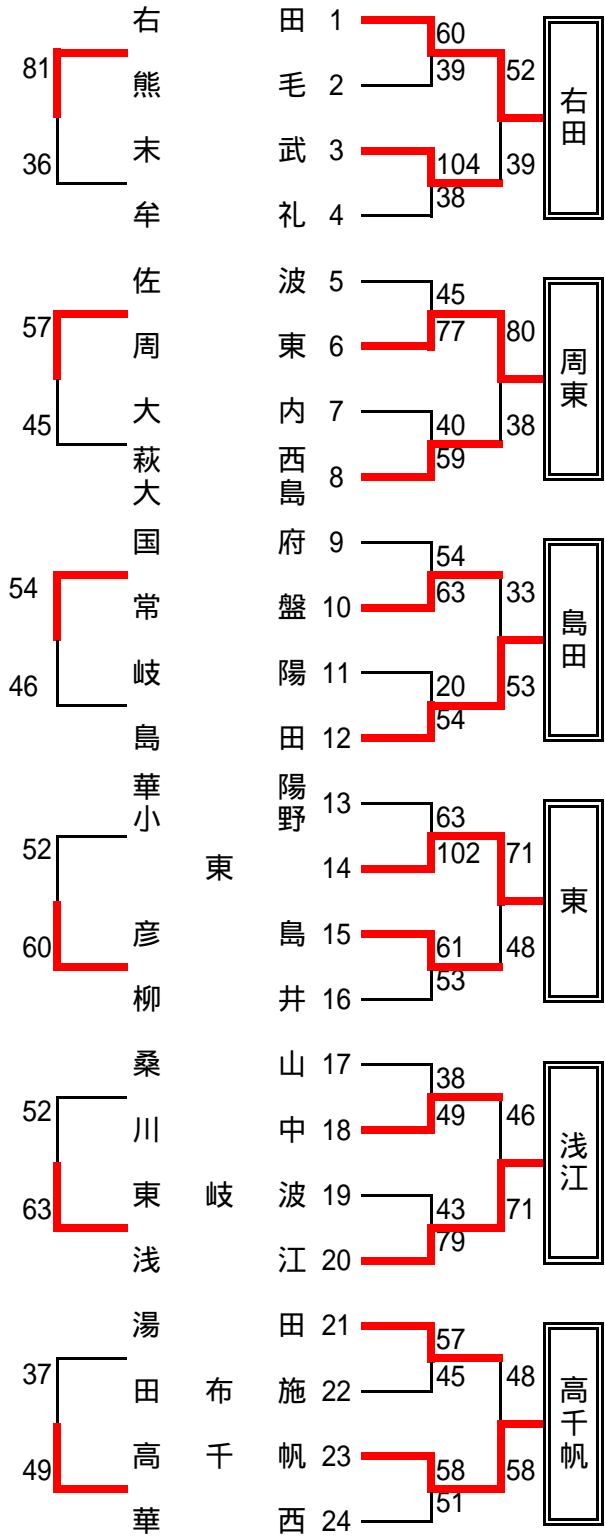 右田 1
熊毛 2
末武 3
牟礼 4
81
36
60
39
104
38
52
39
右田
佐波 5
周東 6
大内 7
萩西
大島 8
57
45
45
77
40
59
80
38
周東
国府 9
常盤 10
岐陽 11
島田 12
54
46
54
63
20
54
33
53
島田
華陽
小野 13
東 14
彦島 15
柳井 16
52
60
63
102
61
53
71
48
東
桑山 17
川中 18
東岐波 19
浅江 20
52
63
38
49
43
79
46
71
浅江
湯田 21
田布施 22
高千帆 23
華西 24
37
49
57
45
58
51
48
58
高千帆